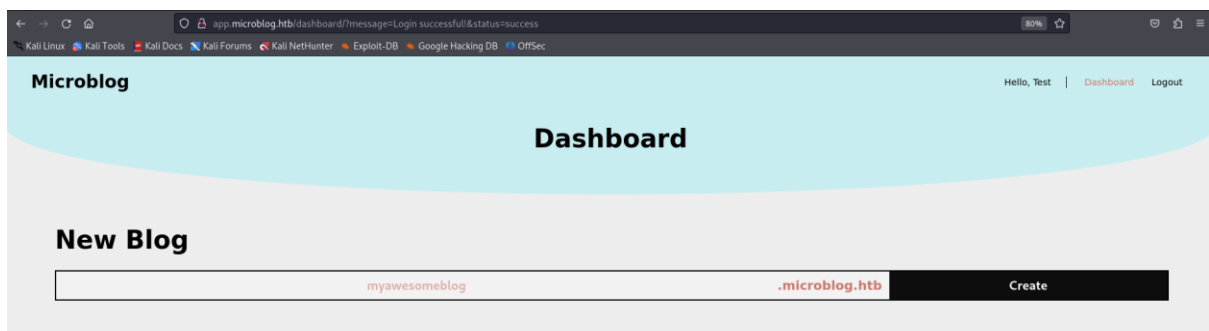 app.microblog.htb/dashboard/?message=Login successful!&status=success 80%
Kali Linux Kali Tools Kali Docs Kali Forums Kali NetHunter Exploit-DB Google Hacking DB OffSec
Microblog Hello, Test | Dashboard Logout
Dashboard
New Blog
myawesomeblog .microblog.htb Create